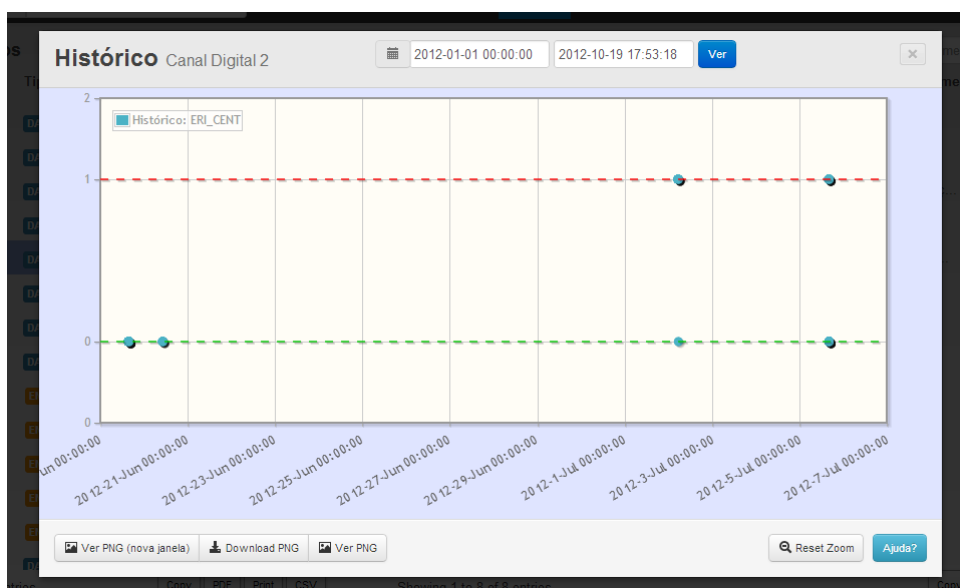 Histórico Canal Digital 2
2012-01-01 00:00:00
2012-10-19 17:53:18
Ver
×
2
Histórico: ERI_CENT
1
0
0
un 00:00:00
2012-21-Jun 00:00:00
2012-23-Jun 00:00:00
2012-25-Jun 00:00:00
2012-27-Jun 00:00:00
2012-29-Jun 00:00:00
2012-1-Jul 00:00:00
2012-3-Jul 00:00:00
2012-5-Jul 00:00:00
2012-7-Jul 00:00:00
Ver PNG (nova janela)
Download PNG
Ver PNG
Reset Zoom
Ajuda?
Copy
PDF
Print
CSV
Showing 1 to 8 of 8 entries